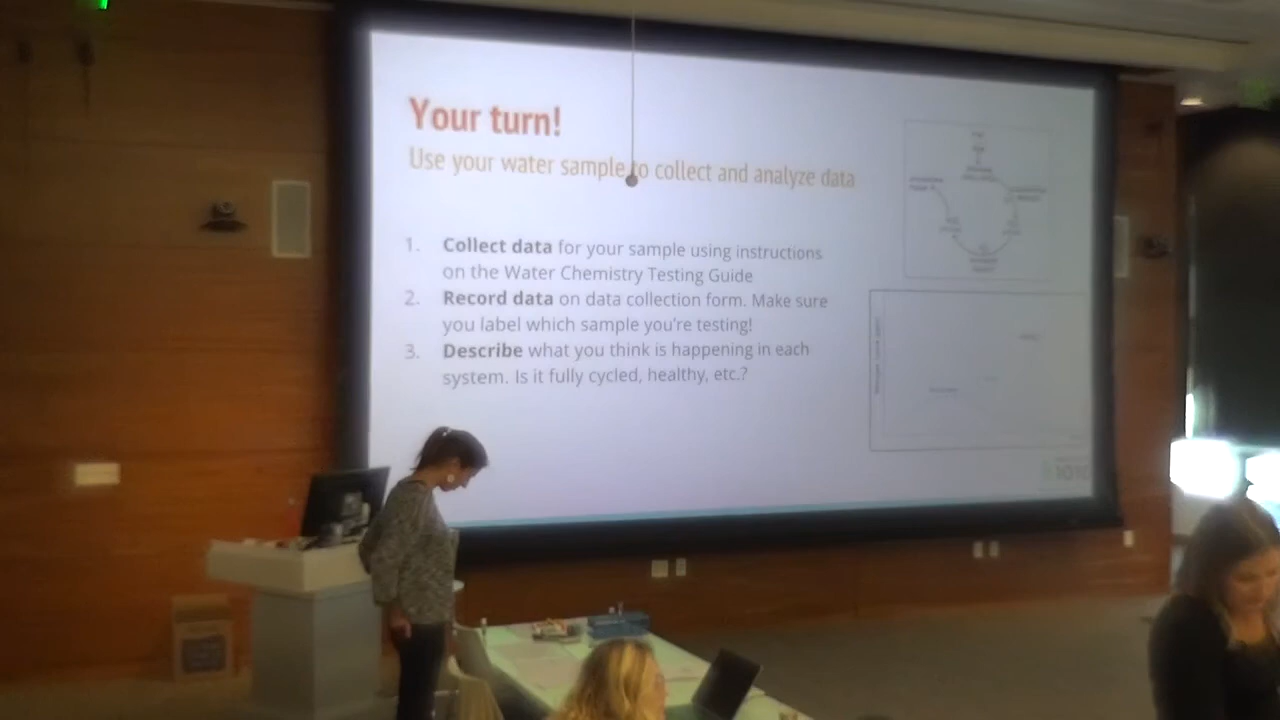 Your turn!
Use your water sample to collect and analyze data
1. Collect data for your sample using instructions
on the Water Chemistry Testing Guide
2. Record data on data collection form. Make sure
you label which sample you're testing!
3. Describe what you think is happening in each
system. Is it fully cycled, healthy, etc.?